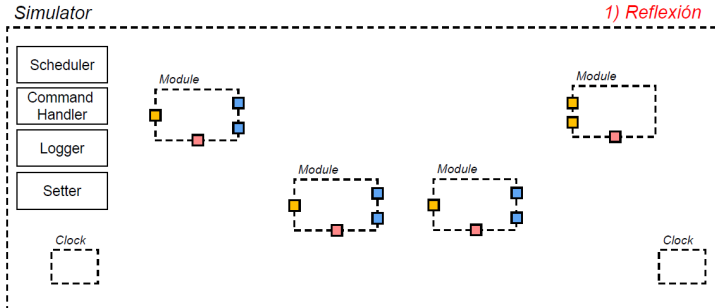 Simulator
1) Reflexión
Scheduler
Command
Handler
Logger
Setter
Module
Module
Module
Module
Clock
Clock